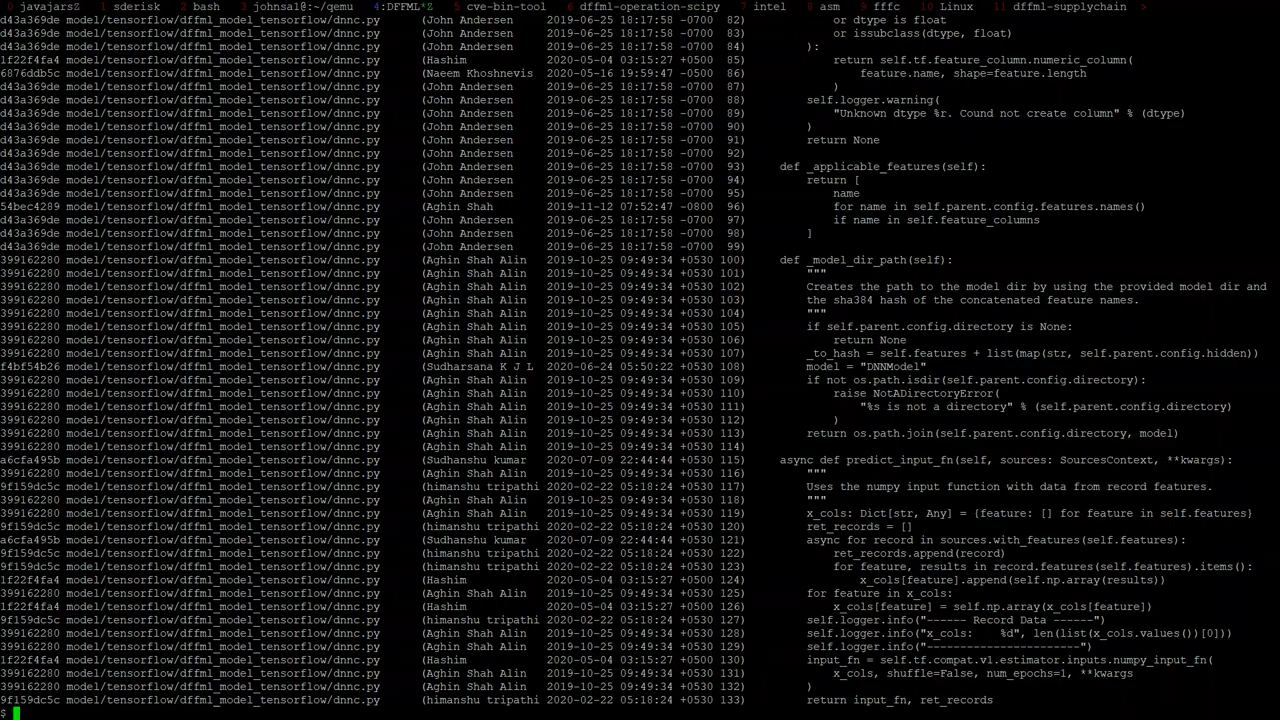 0 javajarsZ 1 sderisk 2 bash 3 johnsal@:~/qemu 4:DFFML*Z 5 cve-bin-tool 6 dffml-operation-scipy 7 intel 8 asm 9 fffc 10 Linux 11 dffml-supplychain >
d43a369de model/tensorflow/dffml_model_tensorflow/dnnc.py (John Andersen 2019-06-25 18:17:58 -0700 82) or dtype is float
d43a369de model/tensorflow/dffml_model_tensorflow/dnnc.py (John Andersen 2019-06-25 18:17:58 -0700 83) or issubclass(dtype, float)
d43a369de model/tensorflow/dffml_model_tensorflow/dnnc.py (John Andersen 2019-06-25 18:17:58 -0700 84) ):
1f22f4fa4 model/tensorflow/dffml_model_tensorflow/dnnc.py (Hashim 2020-05-04 03:15:27 +0500 85) return self.tf.feature_column.numeric_column(
6876ddb5c model/tensorflow/dffml_model_tensorflow/dnnc.py (Naeem Khoshnevis 2020-05-16 19:59:47 -0500 86) feature.name, shape=feature.length
d43a369de model/tensorflow/dffml_model_tensorflow/dnnc.py (John Andersen 2019-06-25 18:17:58 -0700 87) )
d43a369de model/tensorflow/dffml_model_tensorflow/dnnc.py (John Andersen 2019-06-25 18:17:58 -0700 88) self.logger.warning(
d43a369de model/tensorflow/dffml_model_tensorflow/dnnc.py (John Andersen 2019-06-25 18:17:58 -0700 89) "Unknown dtype %r. Cound not create column" % (dtype)
d43a369de model/tensorflow/dffml_model_tensorflow/dnnc.py (John Andersen 2019-06-25 18:17:58 -0700 90) )
d43a369de model/tensorflow/dffml_model_tensorflow/dnnc.py (John Andersen 2019-06-25 18:17:58 -0700 91) return None
d43a369de model/tensorflow/dffml_model_tensorflow/dnnc.py (John Andersen 2019-06-25 18:17:58 -0700 92)
d43a369de model/tensorflow/dffml_model_tensorflow/dnnc.py (John Andersen 2019-06-25 18:17:58 -0700 93) def _applicable_features(self):
d43a369de model/tensorflow/dffml_model_tensorflow/dnnc.py (John Andersen 2019-06-25 18:17:58 -0700 94) return [
d43a369de model/tensorflow/dffml_model_tensorflow/dnnc.py (John Andersen 2019-06-25 18:17:58 -0700 95) name
54bec4289 model/tensorflow/dffml_model_tensorflow/dnnc.py (Aghin Shah 2019-11-12 07:52:47 -0800 96) for name in self.parent.config.features.names()
d43a369de model/tensorflow/dffml_model_tensorflow/dnnc.py (John Andersen 2019-06-25 18:17:58 -0700 97) if name in self.feature_columns
d43a369de model/tensorflow/dffml_model_tensorflow/dnnc.py (John Andersen 2019-06-25 18:17:58 -0700 98) ]
d43a369de model/tensorflow/dffml_model_tensorflow/dnnc.py (John Andersen 2019-06-25 18:17:58 -0700 99)
399162280 model/tensorflow/dffml_model_tensorflow/dnnc.py (Aghin Shah Alin 2019-10-25 09:49:34 +0530 100) def _model_dir_path(self):
399162280 model/tensorflow/dffml_model_tensorflow/dnnc.py (Aghin Shah Alin 2019-10-25 09:49:34 +0530 101) """
399162280 model/tensorflow/dffml_model_tensorflow/dnnc.py (Aghin Shah Alin 2019-10-25 09:49:34 +0530 102) Creates the path to the model dir by using the provided model dir and
399162280 model/tensorflow/dffml_model_tensorflow/dnnc.py (Aghin Shah Alin 2019-10-25 09:49:34 +0530 103) the sha384 hash of the concatenated feature names.
399162280 model/tensorflow/dffml_model_tensorflow/dnnc.py (Aghin Shah Alin 2019-10-25 09:49:34 +0530 104) """
399162280 model/tensorflow/dffml_model_tensorflow/dnnc.py (Aghin Shah Alin 2019-10-25 09:49:34 +0530 105) if self.parent.config.directory is None:
399162280 model/tensorflow/dffml_model_tensorflow/dnnc.py (Aghin Shah Alin 2019-10-25 09:49:34 +0530 106) return None
399162280 model/tensorflow/dffml_model_tensorflow/dnnc.py (Aghin Shah Alin 2019-10-25 09:49:34 +0530 107) _to_hash = self.features + list(map(str, self.parent.config.hidden))
f4bf54b26 model/tensorflow/dffml_model_tensorflow/dnnc.py (Sudharsana K J L 2020-06-24 05:50:22 +0530 108) model = "DNNModel"
399162280 model/tensorflow/dffml_model_tensorflow/dnnc.py (Aghin Shah Alin 2019-10-25 09:49:34 +0530 109) if not os.path.isdir(self.parent.config.directory):
399162280 model/tensorflow/dffml_model_tensorflow/dnnc.py (Aghin Shah Alin 2019-10-25 09:49:34 +0530 110) raise NotADirectoryError(
399162280 model/tensorflow/dffml_model_tensorflow/dnnc.py (Aghin Shah Alin 2019-10-25 09:49:34 +0530 111) "%s is not a directory" % (self.parent.config.directory)
399162280 model/tensorflow/dffml_model_tensorflow/dnnc.py (Aghin Shah Alin 2019-10-25 09:49:34 +0530 112) )
399162280 model/tensorflow/dffml_model_tensorflow/dnnc.py (Aghin Shah Alin 2019-10-25 09:49:34 +0530 113) return os.path.join(self.parent.config.directory, model)
399162280 model/tensorflow/dffml_model_tensorflow/dnnc.py (Aghin Shah Alin 2019-10-25 09:49:34 +0530 114)
a6cfa495b model/tensorflow/dffml_model_tensorflow/dnnc.py (Sudhanshu kumar 2020-07-09 22:44:44 +0530 115) async def predict_input_fn(self, sources: SourcesContext, **kwargs):
399162280 model/tensorflow/dffml_model_tensorflow/dnnc.py (Aghin Shah Alin 2019-10-25 09:49:34 +0530 116) """
9f159dc5c model/tensorflow/dffml_model_tensorflow/dnnc.py (himanshu tripathi 2020-02-22 05:18:24 +0530 117) Uses the numpy input function with data from record features.
399162280 model/tensorflow/dffml_model_tensorflow/dnnc.py (Aghin Shah Alin 2019-10-25 09:49:34 +0530 118) """
399162280 model/tensorflow/dffml_model_tensorflow/dnnc.py (Aghin Shah Alin 2019-10-25 09:49:34 +0530 119) x_cols: Dict[str, Any] = {feature: [] for feature in self.features}
9f159dc5c model/tensorflow/dffml_model_tensorflow/dnnc.py (himanshu tripathi 2020-02-22 05:18:24 +0530 120) ret_records = []
a6cfa495b model/tensorflow/dffml_model_tensorflow/dnnc.py (Sudhanshu kumar 2020-07-09 22:44:44 +0530 121) async for record in sources.with_features(self.features):
9f159dc5c model/tensorflow/dffml_model_tensorflow/dnnc.py (himanshu tripathi 2020-02-22 05:18:24 +0530 122) ret_records.append(record)
9f159dc5c model/tensorflow/dffml_model_tensorflow/dnnc.py (himanshu tripathi 2020-02-22 05:18:24 +0530 123) for feature, results in record.features(self.features).items():
1f22f4fa4 model/tensorflow/dffml_model_tensorflow/dnnc.py (Hashim 2020-05-04 03:15:27 +0500 124) x_cols[feature].append(self.np.array(results))
399162280 model/tensorflow/dffml_model_tensorflow/dnnc.py (Aghin Shah Alin 2019-10-25 09:49:34 +0530 125) for feature in x_cols:
1f22f4fa4 model/tensorflow/dffml_model_tensorflow/dnnc.py (Hashim 2020-05-04 03:15:27 +0500 126) x_cols[feature] = self.np.array(x_cols[feature])
9f159dc5c model/tensorflow/dffml_model_tensorflow/dnnc.py (himanshu tripathi 2020-02-22 05:18:24 +0530 127) self.logger.info("------ Record Data ------")
399162280 model/tensorflow/dffml_model_tensorflow/dnnc.py (Aghin Shah Alin 2019-10-25 09:49:34 +0530 128) self.logger.info("x_cols: %d", len(list(x_cols.values())[0]))
399162280 model/tensorflow/dffml_model_tensorflow/dnnc.py (Aghin Shah Alin 2019-10-25 09:49:34 +0530 129) self.logger.info("-----------------------")
1f22f4fa4 model/tensorflow/dffml_model_tensorflow/dnnc.py (Hashim 2020-05-04 03:15:27 +0500 130) input_fn = self.tf.compat.v1.estimator.inputs.numpy_input_fn(
399162280 model/tensorflow/dffml_model_tensorflow/dnnc.py (Aghin Shah Alin 2019-10-25 09:49:34 +0530 131) x_cols, shuffle=False, num_epochs=1, **kwargs
399162280 model/tensorflow/dffml_model_tensorflow/dnnc.py (Aghin Shah Alin 2019-10-25 09:49:34 +0530 132) )
9f159dc5c model/tensorflow/dffml_model_tensorflow/dnnc.py (himanshu tripathi 2020-02-22 05:18:24 +0530 133) return input_fn, ret_records
$